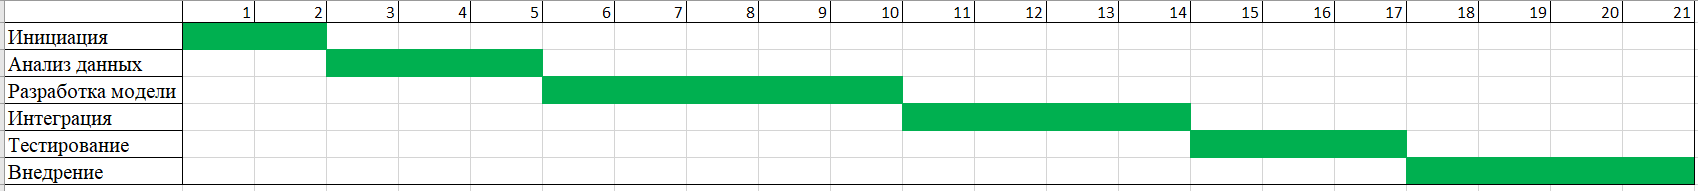 1 2 3 4 5 6 7 8 9 10 11 12 13 14 15 16 17 18 19 20 21
Инициация
Анализ данных
Разработка модели
Интеграция
Тестирование
Внедрение